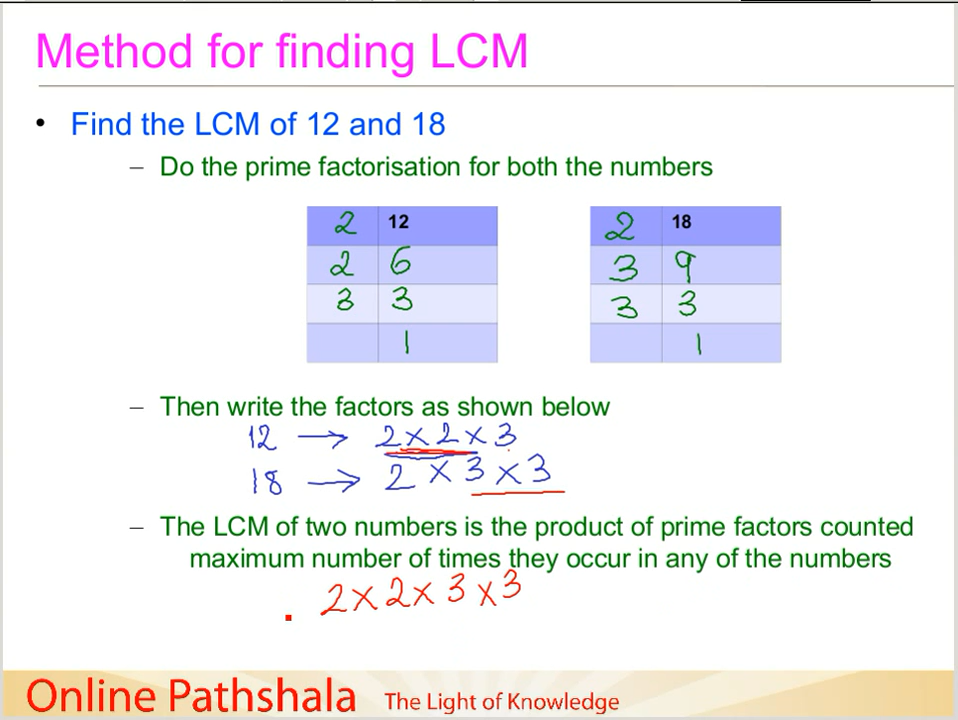 Method for finding LCM
• Find the LCM of 12 and 18
– Do the prime factorisation for both the numbers
2 12
2 6
3 3
1
2 18
3 9
3 3
1
– Then write the factors as shown below
12 → 2 × 2 × 3
18 → 2 × 3 × 3
– The LCM of two numbers is the product of prime factors counted
maximum number of times they occur in any of the numbers
2 × 2 × 3 × 3
Online Pathshala The Light of Knowledge